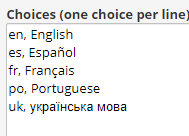 Choices (one choice per line)
en, English
es, Español
fr, Français
po, Portuguese
uk, українська мова